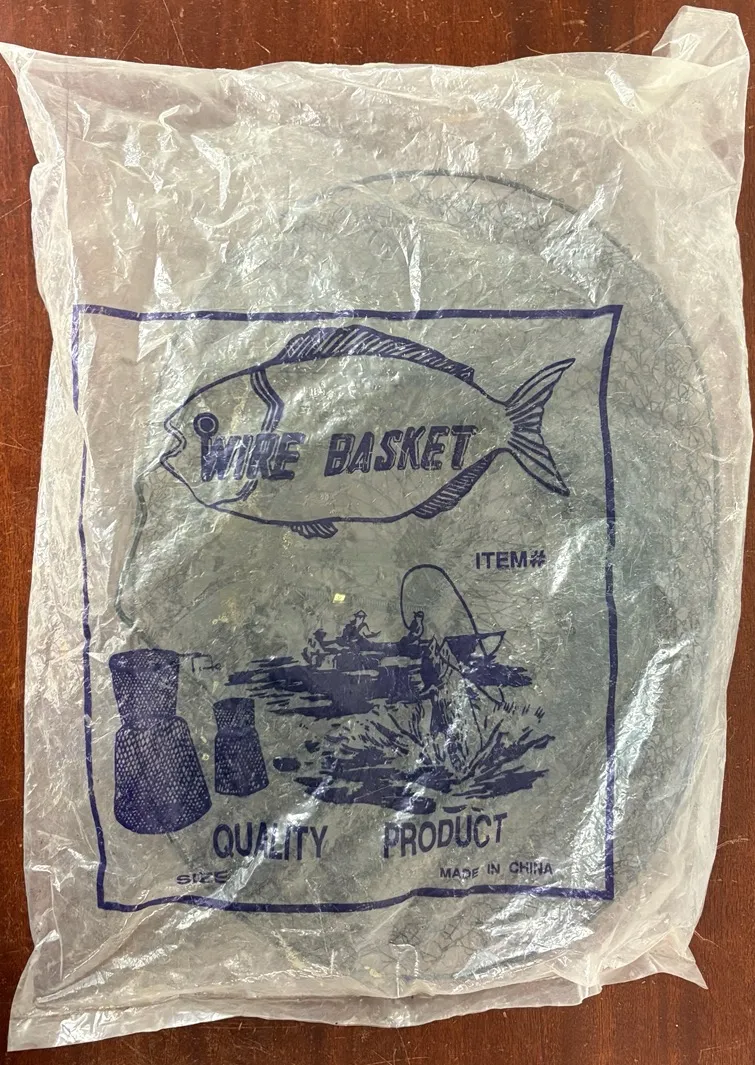 WIRE BASKET
ITEM#
QUALITY PRODUCT
SIZE
MADE IN CHINA